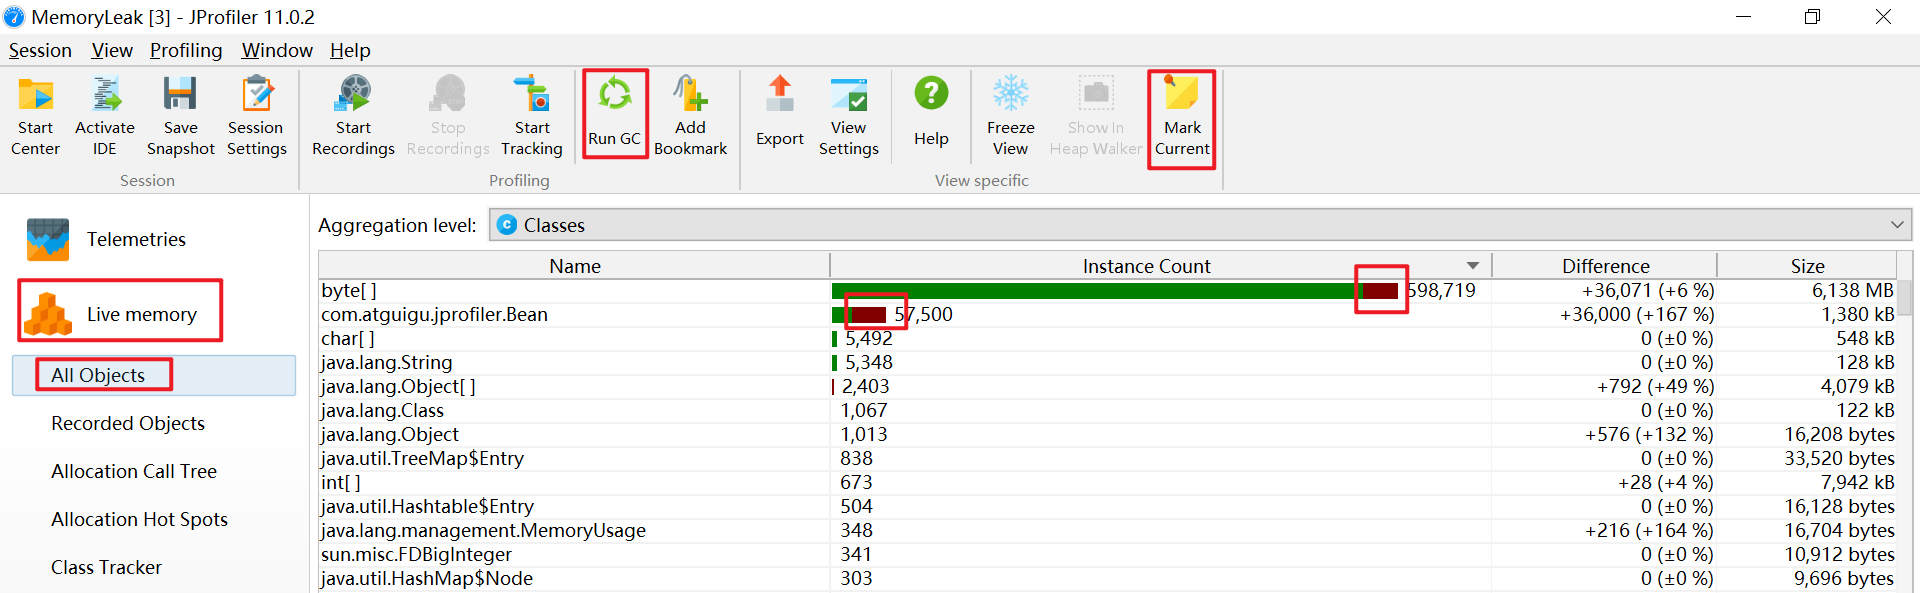 MemoryLeak [3] - JProfiler 11.0.2
Session View Profiling Window Help
Start Center
Activate IDE
Save Snapshot
Session Settings
Start Recordings
Stop Recordings
Start Tracking
Run GC
Add Bookmark
Export
View Settings
Help
Freeze View
Show In Heap Walker
Mark Current
Session
Profiling
View specific
Telemetries
Live memory
All Objects
Recorded Objects
Allocation Call Tree
Allocation Hot Spots
Class Tracker
Aggregation level: C Classes
Name Instance Count Difference Size
byte[ ] 598,719 +36,071 (+6 %) 6,138 MB
com.atguigu.jprofiler.Bean 57,500 +36,000 (+167 %) 1,380 kB
char[ ] 5,492 0 (±0 %) 548 kB
java.lang.String 5,348 0 (±0 %) 128 kB
java.lang.Object[ ] 2,403 +792 (+49 %) 4,079 kB
java.lang.Class 1,067 0 (±0 %) 122 kB
java.lang.Object 1,013 +576 (+132 %) 16,208 bytes
java.util.TreeMap$Entry 838 0 (±0 %) 33,520 bytes
int[ ] 673 +28 (+4 %) 7,942 kB
java.util.Hashtable$Entry 504 0 (±0 %) 16,128 bytes
java.lang.management.MemoryUsage 348 +216 (+164 %) 16,704 bytes
sun.misc.FDBigInteger 341 0 (±0 %) 10,912 bytes
java.util.HashMap$Node 303 0 (±0 %) 9,696 bytes